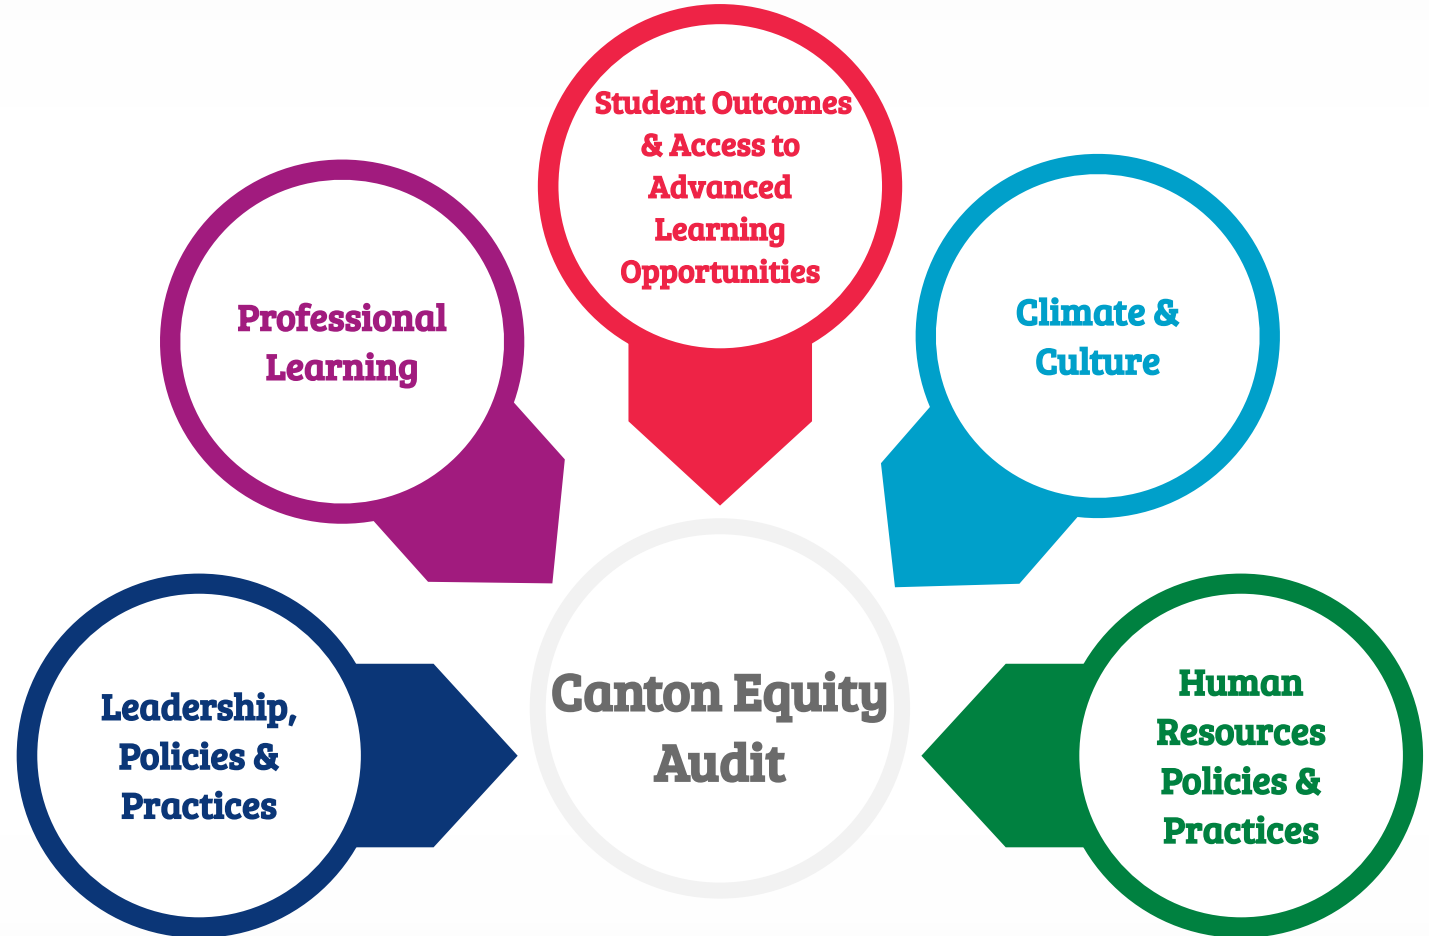 Student Outcomes
& Access to
Advanced
Learning
Opportunities
Professional
Learning
Climate &
Culture
Leadership,
Policies &
Practices
Canton Equity
Audit
Human
Resources
Policies &
Practices